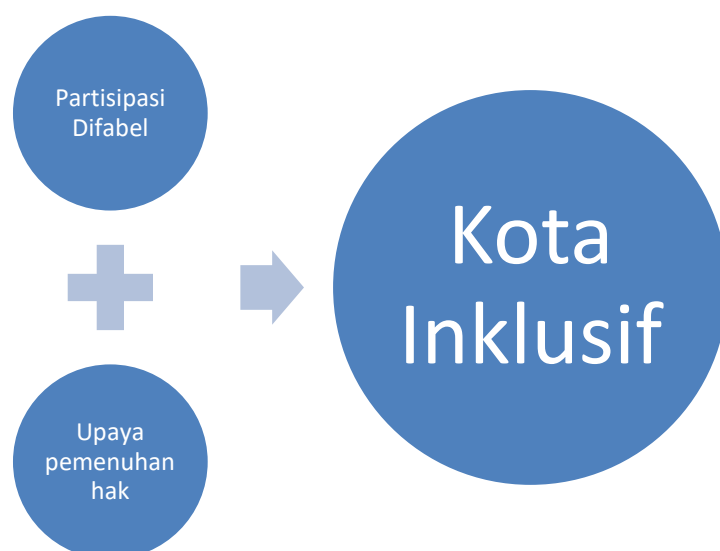 Partisipasi
Difabel
Upaya
pemenuhan
hak
Kota
Inklusif